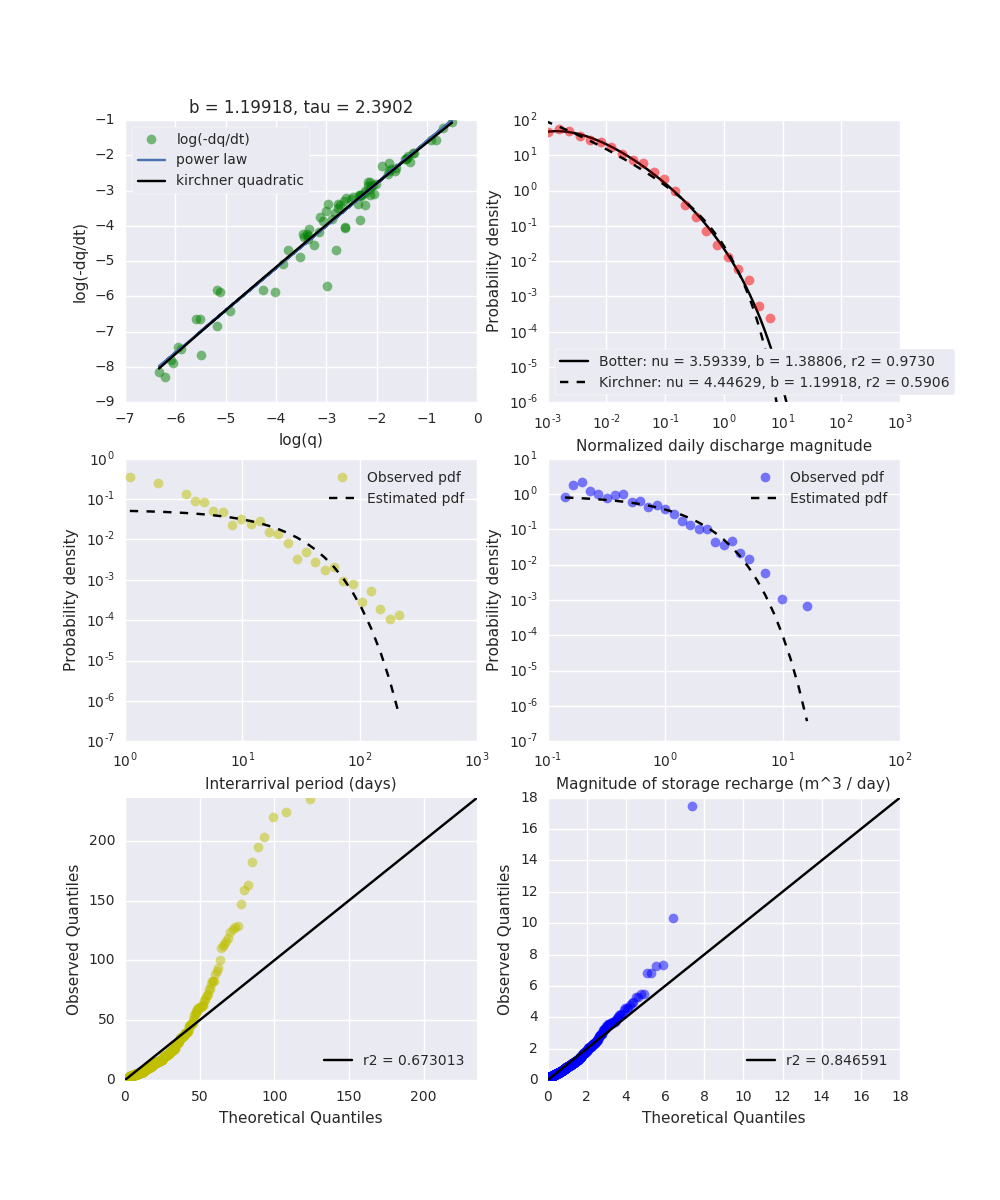 b = 1.19918, tau = 2.3902
log(-dq/dt)
power law
kirchner quadratic
−1
−2
−3
−4
−5
−6
−7
−8
−9
log(-dq/dt)
−7 −6 −5 −4 −3 −2 −1 0
log(q)
10^2
10^1
10^0
10^-1
10^-2
10^-3
10^-4
10^-5
10^-6
Probability density
Botter: nu = 3.59339, b = 1.38806, r2 = 0.9730
Kirchner: nu = 4.44629, b = 1.19918, r2 = 0.5906
10^-3 10^-2 10^-1 10^0 10^1 10^2 10^3
Normalized daily discharge magnitude
10^0
10^-1
10^-2
10^-3
10^-4
10^-5
10^-6
10^-7
Probability density
Observed pdf
Estimated pdf
10^0 10^1 10^2 10^3
Interarrival period (days)
10^1
10^0
10^-1
10^-2
10^-3
10^-4
10^-5
10^-6
10^-7
Probability density
Observed pdf
Estimated pdf
10^-1 10^0 10^1 10^2
Magnitude of storage recharge (m^3 / day)
200
150
100
50
0
Observed Quantiles
r2 = 0.673013
0 50 100 150 200
Theoretical Quantiles
18
16
14
12
10
8
6
4
2
0
Observed Quantiles
r2 = 0.846591
0 2 4 6 8 10 12 14 16 18
Theoretical Quantiles